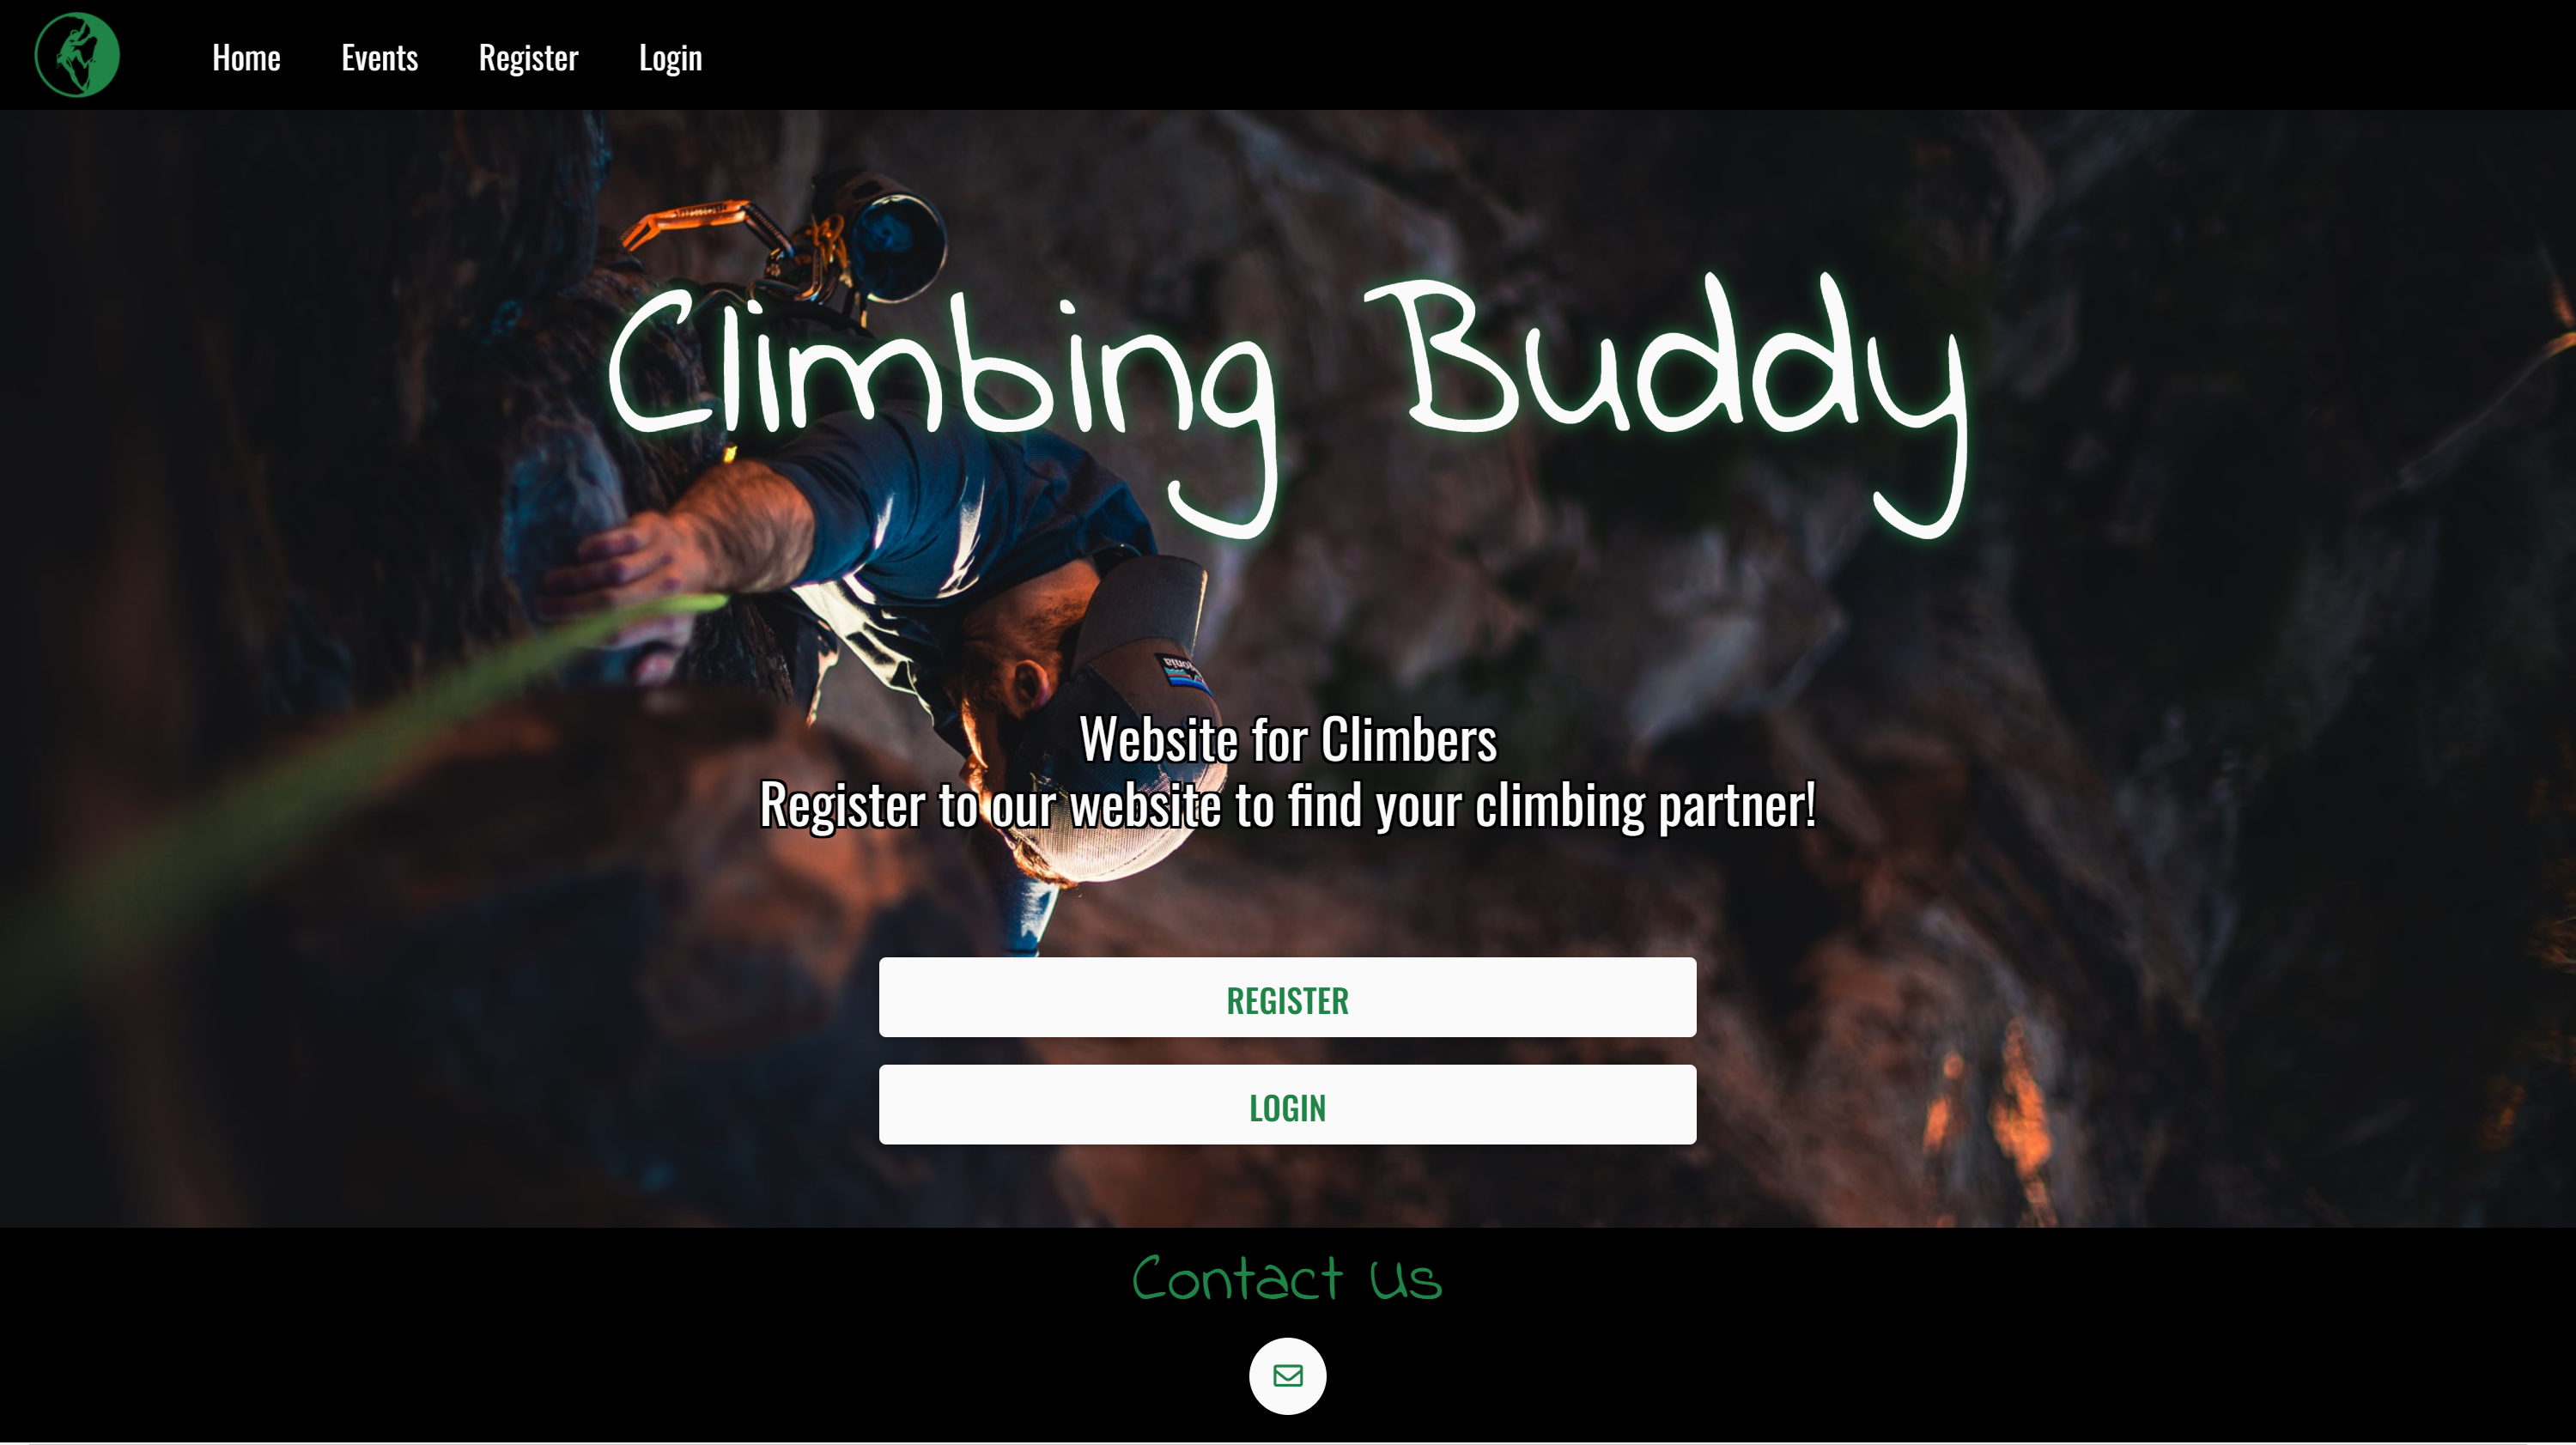 Home Events Register Login
Climbing Buddy
Website for Climbers
Register to our website to find your climbing partner!
REGISTER
LOGIN
Contact Us